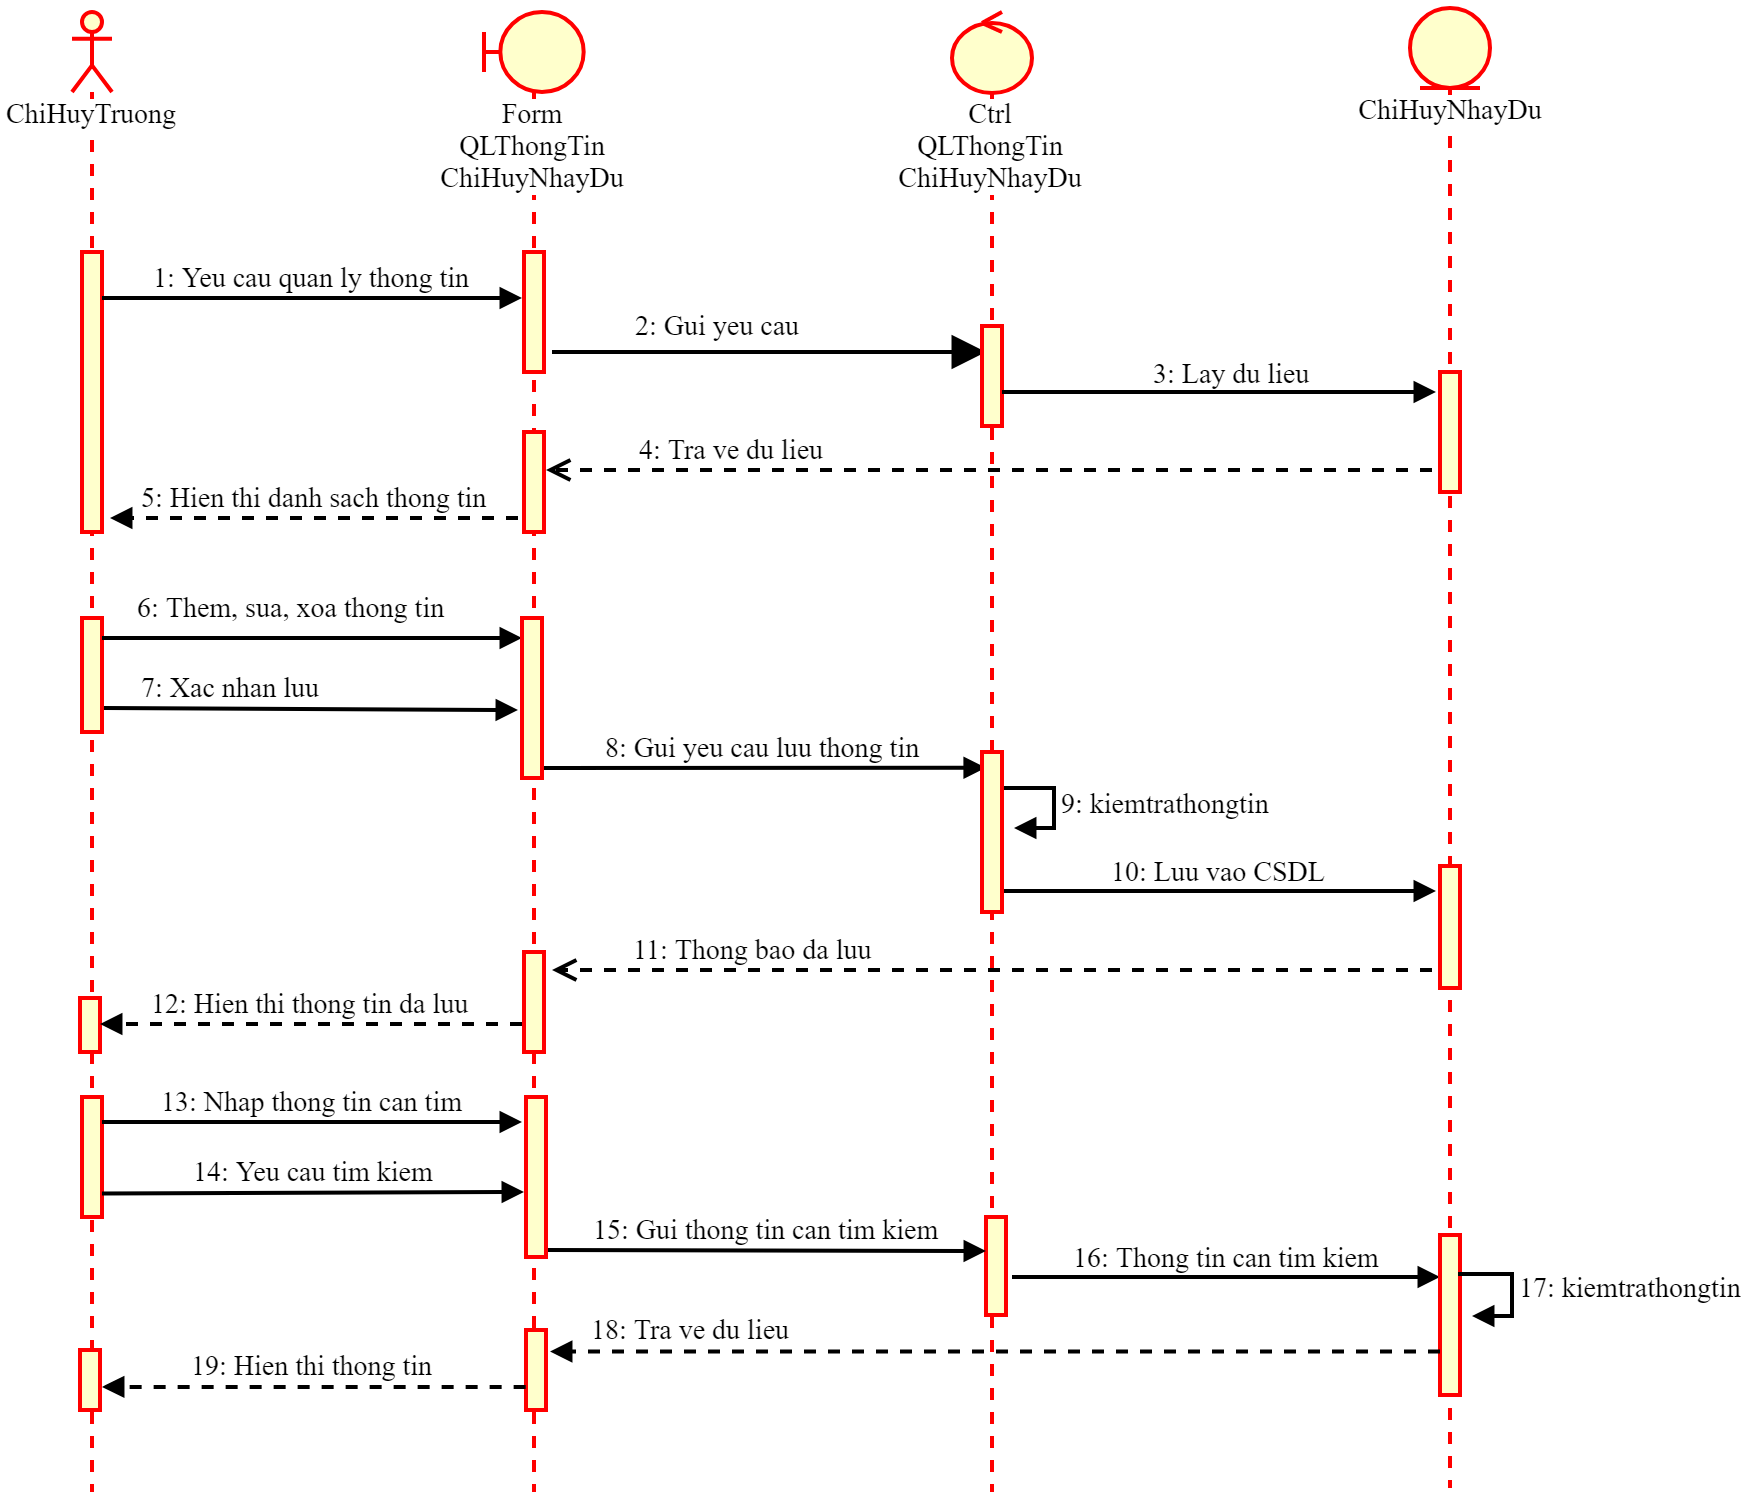 ChiHuyTruong
Form
QLThongTin
ChiHuyNhayDu
Ctrl
QLThongTin
ChiHuyNhayDu
ChiHuyNhayDu
1: Yeu cau quan ly thong tin
2: Gui yeu cau
3: Lay du lieu
4: Tra ve du lieu
5: Hien thi danh sach thong tin
6: Them, sua, xoa thong tin
7: Xac nhan luu
8: Gui yeu cau luu thong tin
9: kiemtrathongtin
10: Luu vao CSDL
11: Thong bao da luu
12: Hien thi thong tin da luu
13: Nhap thong tin can tim
14: Yeu cau tim kiem
15: Gui thong tin can tim kiem
16: Thong tin can tim kiem
17: kiemtrathongtin
18: Tra ve du lieu
19: Hien thi thong tin